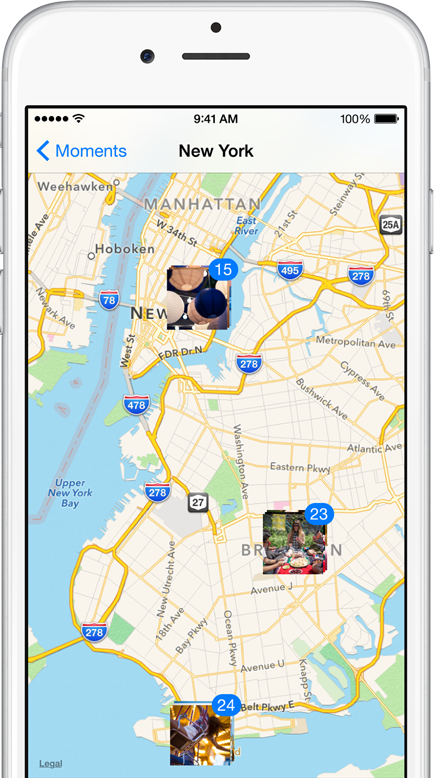 9:41 AM
100%
Moments
New York
Weehawken
MANHATTAN
Steinway S
W 34th St
East
River
21st St
25A
Hoboken
495
278
15
69th St
78
NEW
Newark Ave
West St
FDR Dr N
Metropolitan Ave
278
Cypress Ave
Bushwick Ave
478
Washington Ave
Atlantic Ave
Eastern Pkwy
Upper
New York
Bay
278
27
23
BR
N
New Utrecht Ave
Avenue J
18th Ave
Bay Pkwy
Ocean Pkwy
278
Avenue U
Knapp St
24
Belt Pkwy E
d
Legal